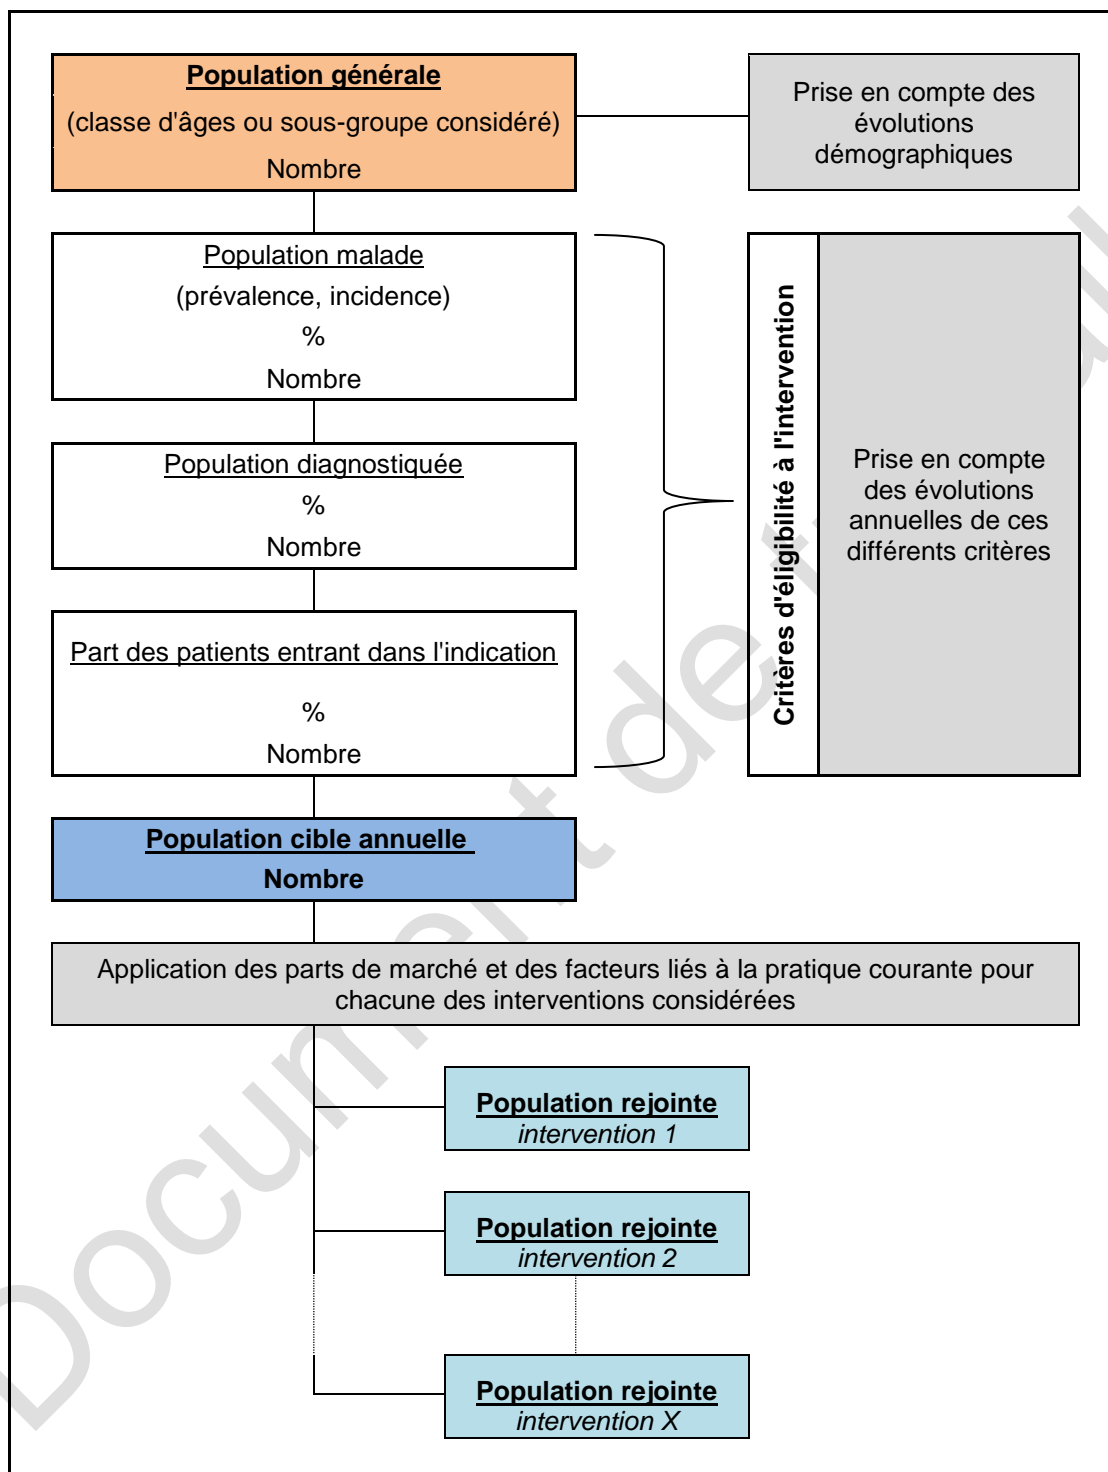 Population générale
(classe d'âges ou sous-groupe considéré)
Nombre
Prise en compte des
évolutions
démographiques
Population malade
(prévalence, incidence)
%
Nombre
Population diagnostiquée
%
Nombre
Part des patients entrant dans l'indication
%
Nombre
Critères d'éligibilité à l'intervention
Prise en compte
des évolutions
annuelles de ces
différents critères
Population cible annuelle
Nombre
Application des parts de marché et des facteurs liés à la pratique courante pour
chacune des interventions considérées
Population rejointe
intervention 1
Population rejointe
intervention 2
Population rejointe
intervention X
Document de